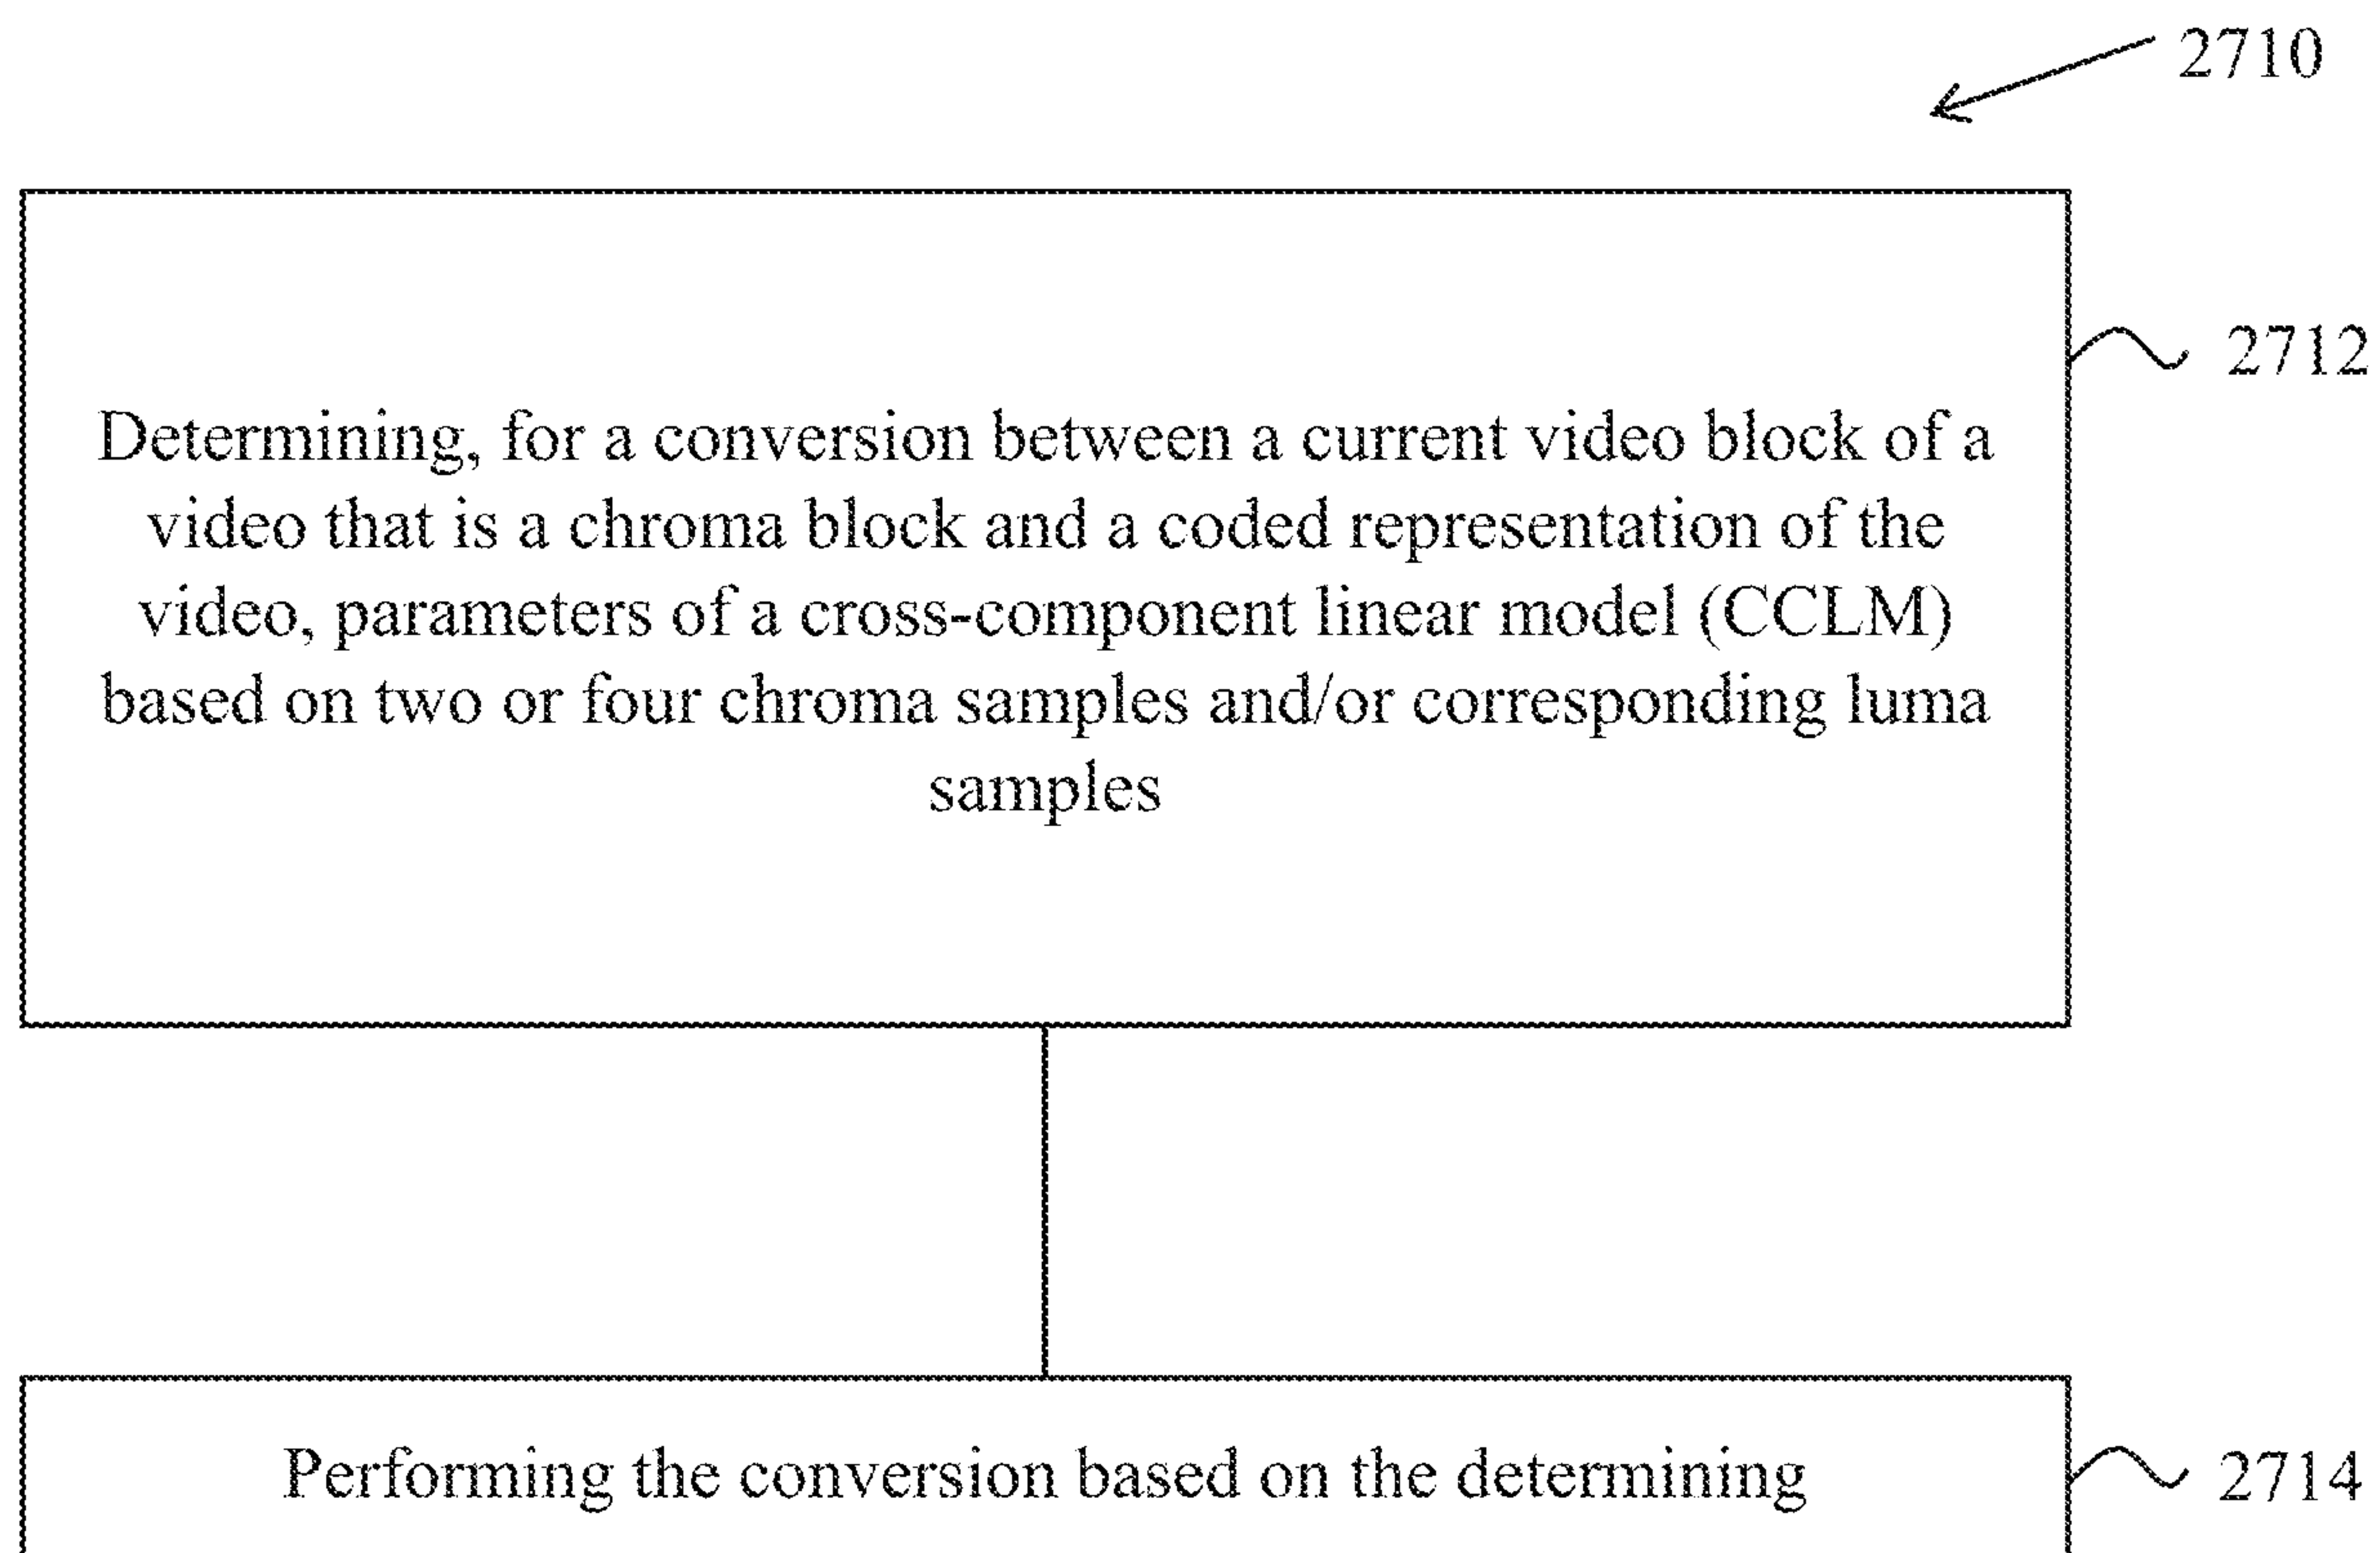 2710
2712
Determining, for a conversion between a current video block of a
video that is a chroma block and a coded representation of the
video, parameters of a cross-component linear model (CCLM)
based on two or four chroma samples and/or corresponding luma
samples
Performing the conversion based on the determining
2714